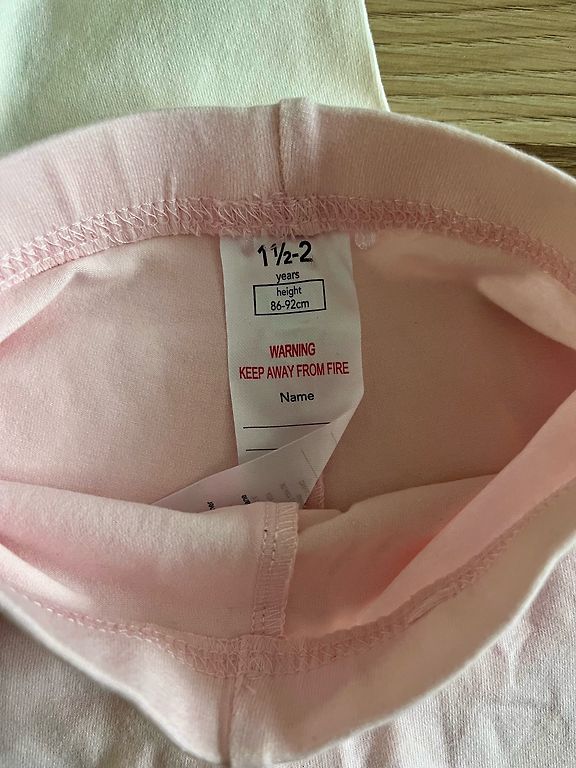 1½-2
years
height
86-92cm
WARNING
KEEP AWAY FROM FIRE
Name